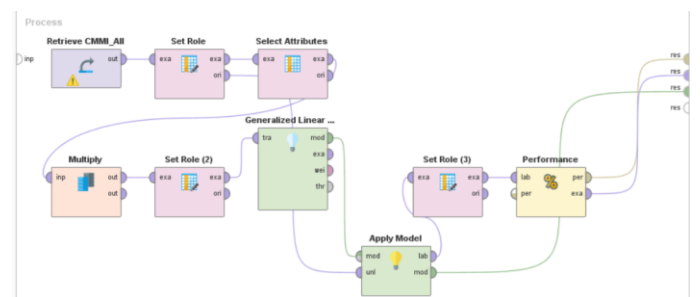 Process
Retrieve CMMI_All
Set Role
Select Attributes
inp
out
exa
exa
ori
exa
exa
ori
res
res
res
res
Generalized Linear ...
tra
mod
exa
wei
thr
Multiply
Set Role (2)
inp
out
out
exa
exa
ori
Set Role (3)
Performance
exa
exa
ori
lab
per
per
exa
Apply Model
mod
lab
unl
mod